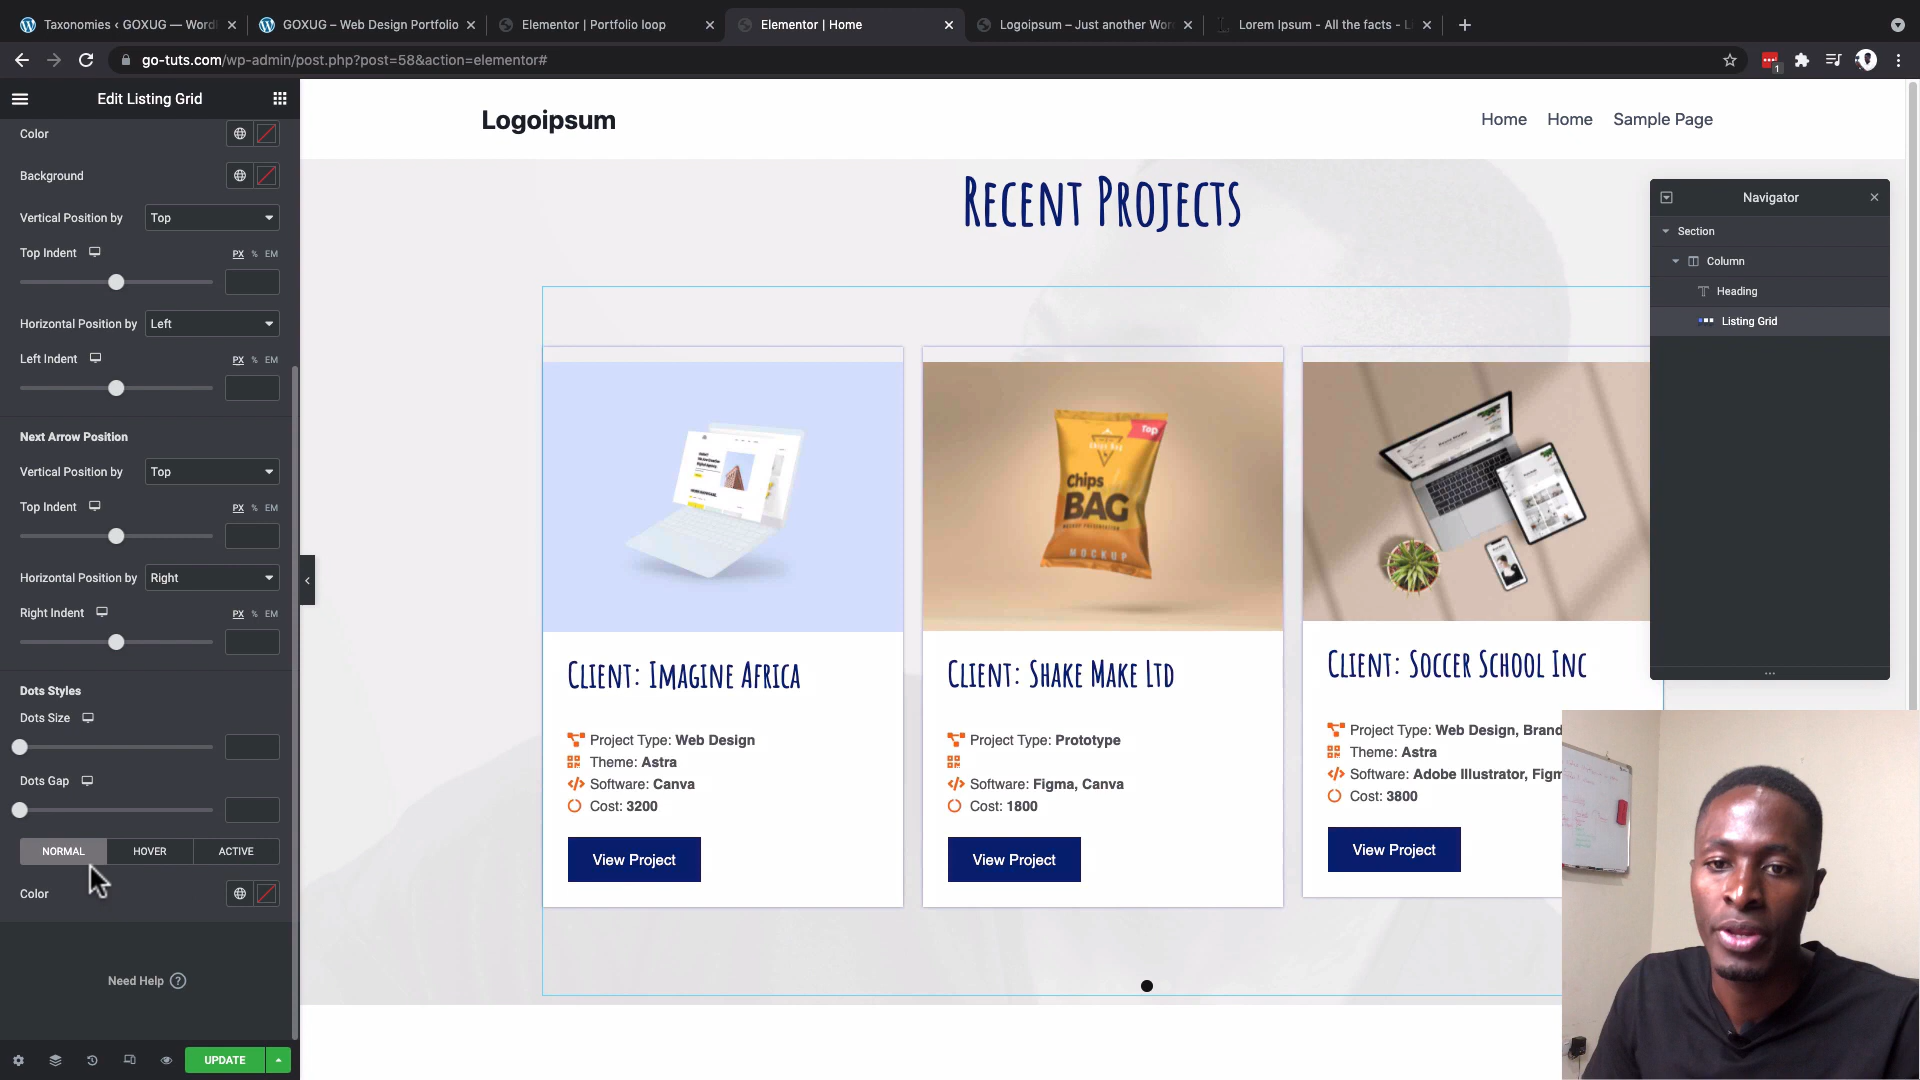 Taxonomies ‹ GOXUG — Word
GOXUG – Web Design Portfolio
Elementor | Portfolio loop
Elementor | Home
Logoipsum – Just another Wor
Lorem Ipsum - All the facts - L
go-tuts.com/wp-admin/post.php?post=58&action=elementor#
1
Edit Listing Grid
Color
Background
Vertical Position by
Top
Top Indent
PX % EM
Horizontal Position by
Left
Left Indent
PX % EM
Next Arrow Position
Vertical Position by
Top
Top Indent
PX % EM
Horizontal Position by
Right
Right Indent
PX % EM
Dots Styles
Dots Size
Dots Gap
NORMAL
HOVER
ACTIVE
Color
Need Help
UPDATE
Logoipsum
Home
Home
Sample Page
Recent Projects
Top
Chips
BAG
MOCKUP PRESENTATION
MOCKUP
Client: Imagine Africa
Project Type: Web Design
Theme: Astra
Software: Canva
Cost: 3200
View Project
Client: Shake Make Ltd
Project Type: Prototype
Software: Figma, Canva
Cost: 1800
View Project
Client: Soccer School Inc
Project Type: Web Design, Brand
Theme: Astra
Software: Adobe Illustrator, Figm
Cost: 3800
View Project
Navigator
Section
Column
Heading
Listing Grid